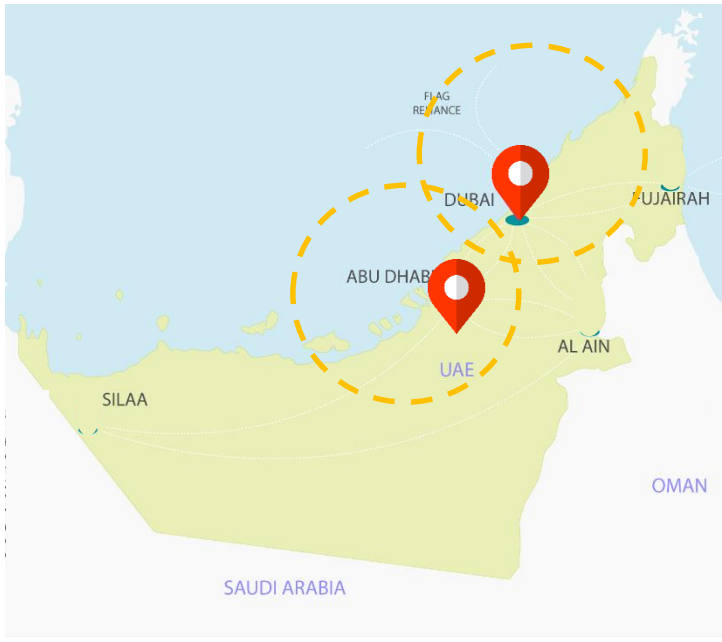 FLAG
RELIANCE
DUBAI
FUJAIRAH
ABU DHABI
AL AIN
UAE
SILAA
OMAN
SAUDI ARABIA